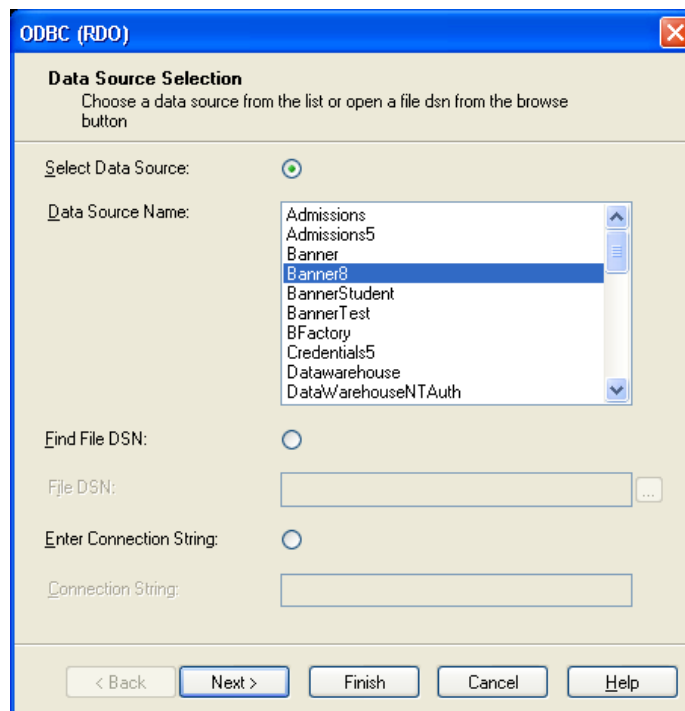 ODBC (RDO)
Data Source Selection
Choose a data source from the list or open a file dsn from the browse
button
Select Data Source:
Data Source Name:
Admissions
Admissions5
Banner
Banner8
BannerStudent
BannerTest
BFactory
Credentials5
Datawarehouse
DataWarehouseNTAuth
Find File DSN:
File DSN:
...
Enter Connection String:
Connection String:
< Back Next > Finish Cancel Help